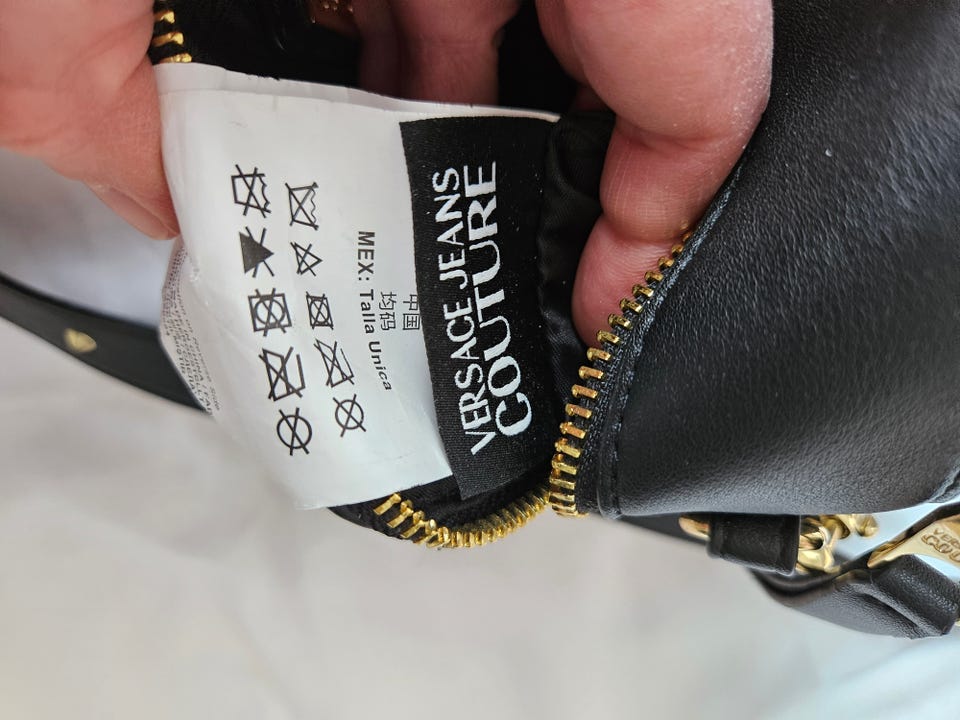 VERSACE JEANS
COUTURE
中国
均码
MEX: Talla Unica